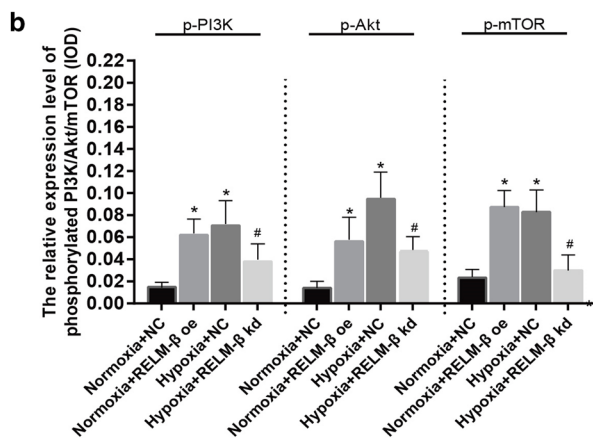 b
p-PI3K
p-Akt
p-mTOR
The relative expression level of
phosphorylated PI3K/Akt/mTOR (IOD)
0.22
0.20
0.18
0.16
0.14
0.12
0.10
0.08
0.06
0.04
0.02
0.00
* * #
* * #
* * #
*
Normoxia+NC
Normoxia+RELM-β oe
Hypoxia+NC
Hypoxia+RELM-β kd
Normoxia+NC
Normoxia+RELM-β oe
Hypoxia+NC
Hypoxia+RELM-β kd
Normoxia+NC
Normoxia+RELM-β oe
Hypoxia+NC
Hypoxia+RELM-β kd